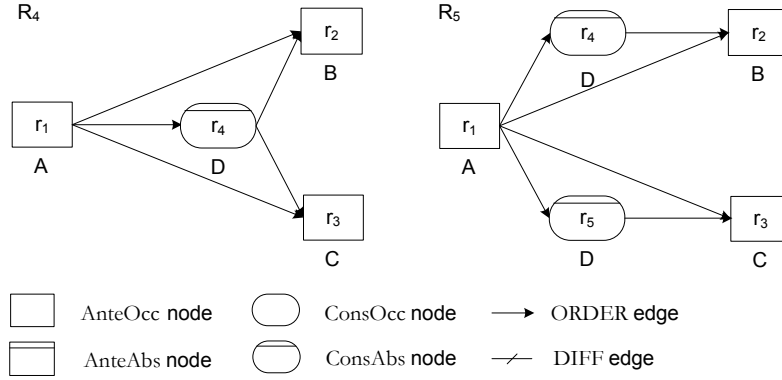 R4
r1
A
r4
D
r2
B
r3
C
R5
r1
A
r4
D
r2
B
r5
D
r3
C
AnteOcc node
ConsOcc node
ORDER edge
AnteAbs node
ConsAbs node
DIFF edge